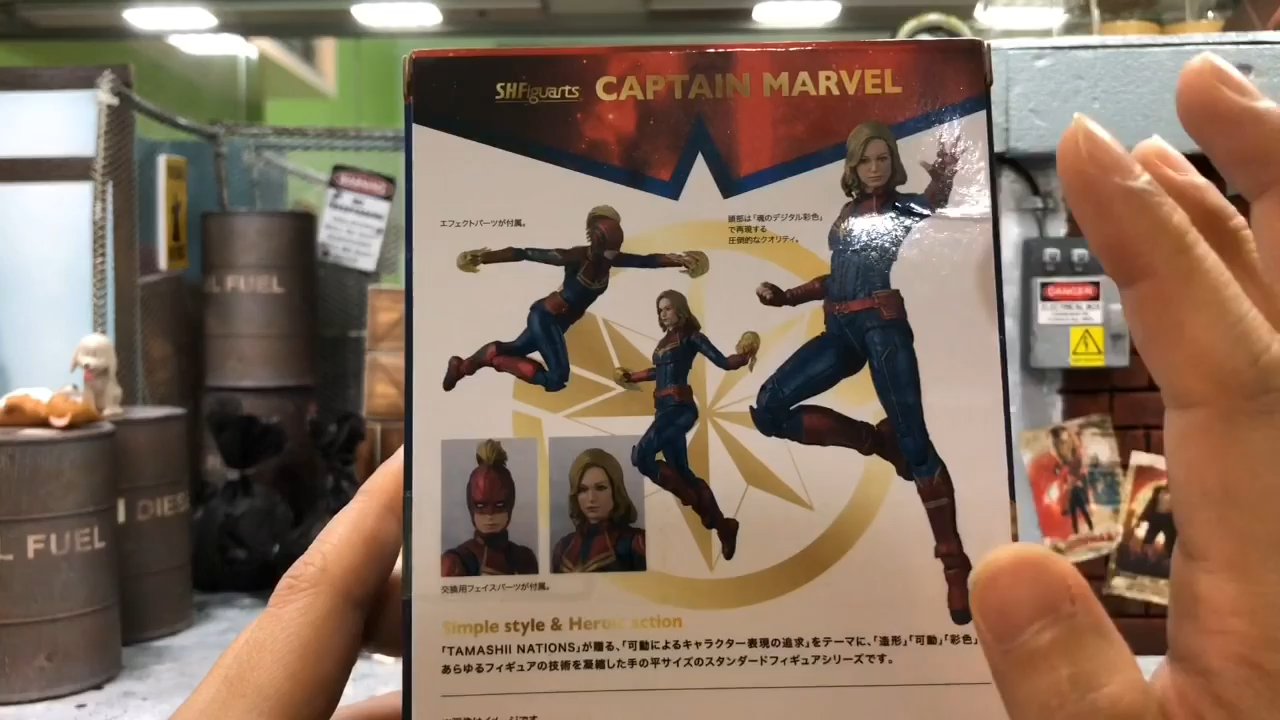 S.H.Figuarts CAPTAIN MARVEL
エフェクトパーツが付属。
頭部は「魂のデジタル彩色」
で再現する
圧倒的なクオリティ。
交換用フェイスパーツが付属。
Simple style & Heroic action
「TAMASHII NATIONS」が贈る、「可動によるキャラクター表現の追求」をテーマに、「造形」「可動」「彩色」
あらゆるフィギュアの技術を凝縮した手の平サイズのスタンダードフィギュアシリーズです。
L FUEL
L FUEL
DIES
WARNING
DANGER